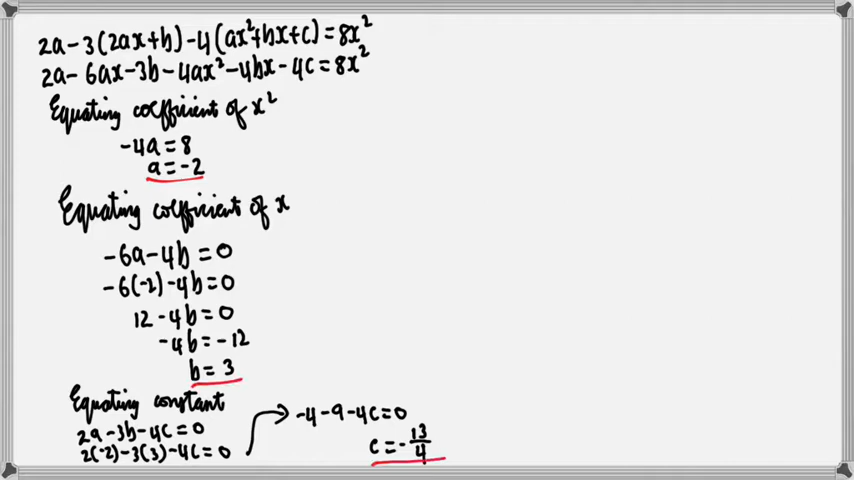 2a-3(2ax+b)-4(ax²+bx+c)=8x²
2a-6ax-3b-4ax²-4bx-4c=8x²
Equating coefficient of x²
-4a=8
a=-2
Equating coefficient of x
-6a-4b=0
-6(-2)-4b=0
12-4b=0
-4b=-12
b=3
Equating constant
2a-3b-4c=0
2(-2)-3(3)-4c=0
-4-9-4c=0
c=-13/4